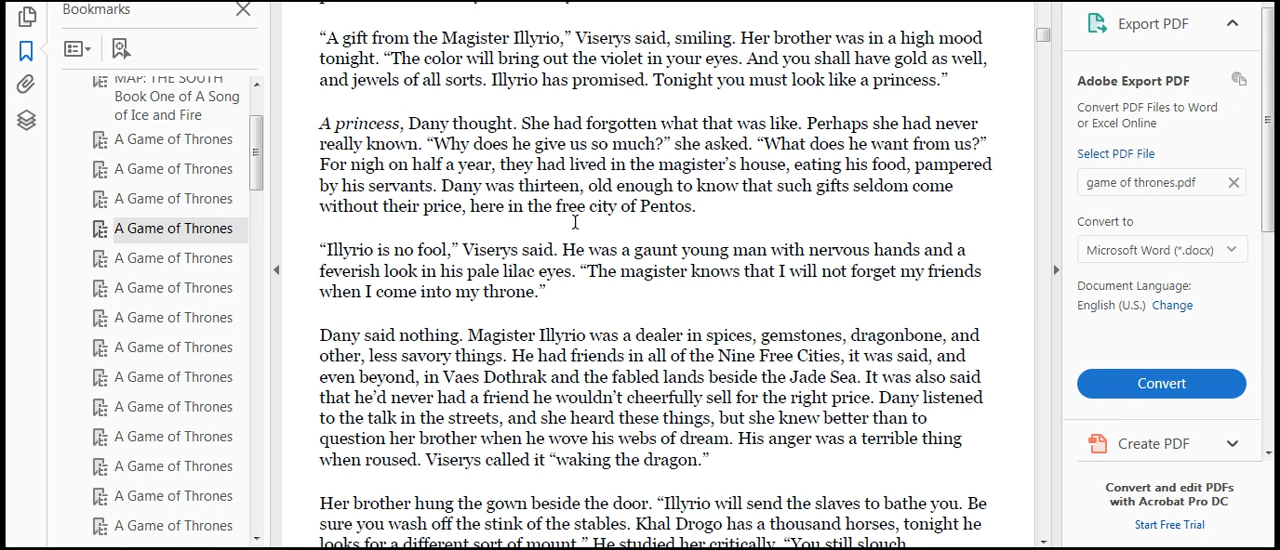 Bookmarks
MAP: THE SOUTH
Book One of A Song
of Ice and Fire
A Game of Thrones
A Game of Thrones
A Game of Thrones
A Game of Thrones
A Game of Thrones
A Game of Thrones
A Game of Thrones
A Game of Thrones
A Game of Thrones
A Game of Thrones
A Game of Thrones
A Game of Thrones
A Game of Thrones
A Game of Thrones
“A gift from the Magister Illyrio,” Viserys said, smiling. Her brother was in a high mood
tonight. “The color will bring out the violet in your eyes. And you shall have gold as well,
and jewels of all sorts. Illyrio has promised. Tonight you must look like a princess.”
A princess, Dany thought. She had forgotten what that was like. Perhaps she had never
really known. “Why does he give us so much?” she asked. “What does he want from us?”
For nigh on half a year, they had lived in the magister’s house, eating his food, pampered
by his servants. Dany was thirteen, old enough to know that such gifts seldom come
without their price, here in the free city of Pentos.
“Illyrio is no fool,” Viserys said. He was a gaunt young man with nervous hands and a
feverish look in his pale lilac eyes. “The magister knows that I will not forget my friends
when I come into my throne.”
Dany said nothing. Magister Illyrio was a dealer in spices, gemstones, dragonbone, and
other, less savory things. He had friends in all of the Nine Free Cities, it was said, and
even beyond, in Vaes Dothrak and the fabled lands beside the Jade Sea. It was also said
that he’d never had a friend he wouldn’t cheerfully sell for the right price. Dany listened
to the talk in the streets, and she heard these things, but she knew better than to
question her brother when he wove his webs of dream. His anger was a terrible thing
when roused. Viserys called it “waking the dragon.”
Her brother hung the gown beside the door. “Illyrio will send the slaves to bathe you. Be
sure you wash off the stink of the stables. Khal Drogo has a thousand horses, tonight he
looks for a different sort of mount.” He studied her critically. “You still slouch.
Export PDF
Adobe Export PDF
Convert PDF Files to Word
or Excel Online
Select PDF File
game of thrones.pdf
Convert to
Microsoft Word (*.docx)
Document Language:
English (U.S.) Change
Convert
Create PDF
Convert and edit PDFs
with Acrobat Pro DC
Start Free Trial